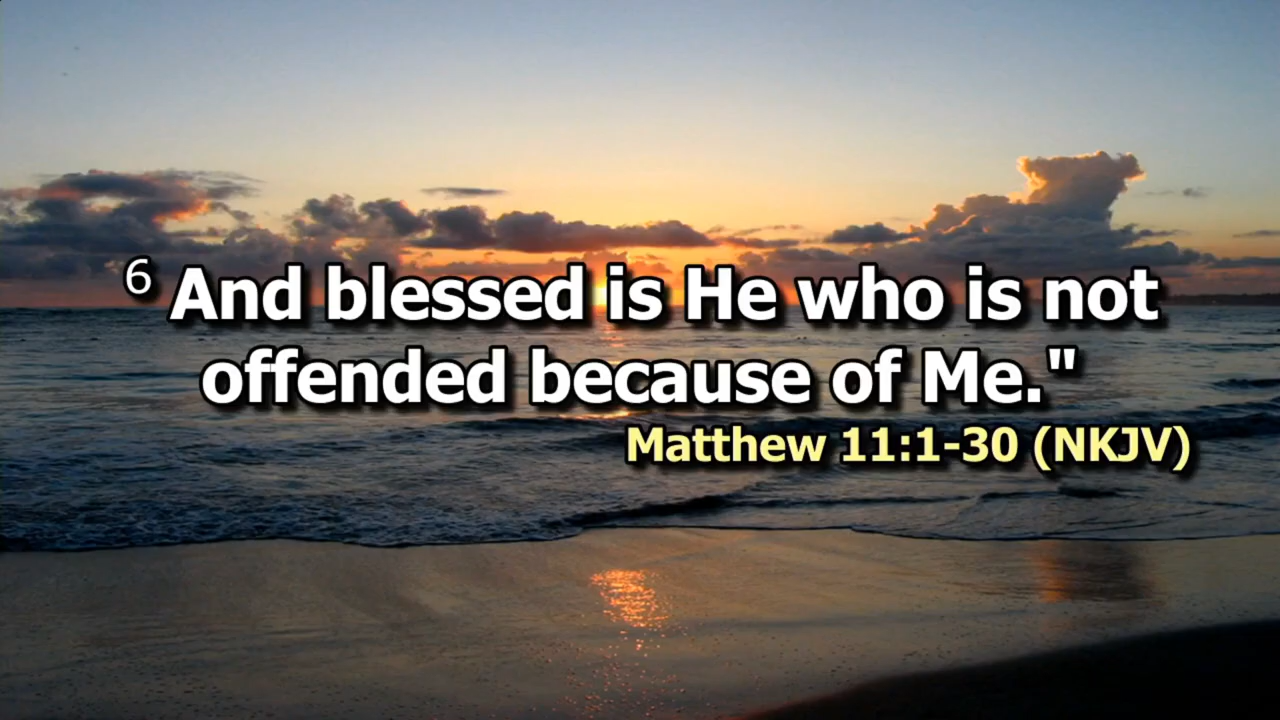 6 And blessed is He who is not
offended because of Me."
Matthew 11:1-30 (NKJV)